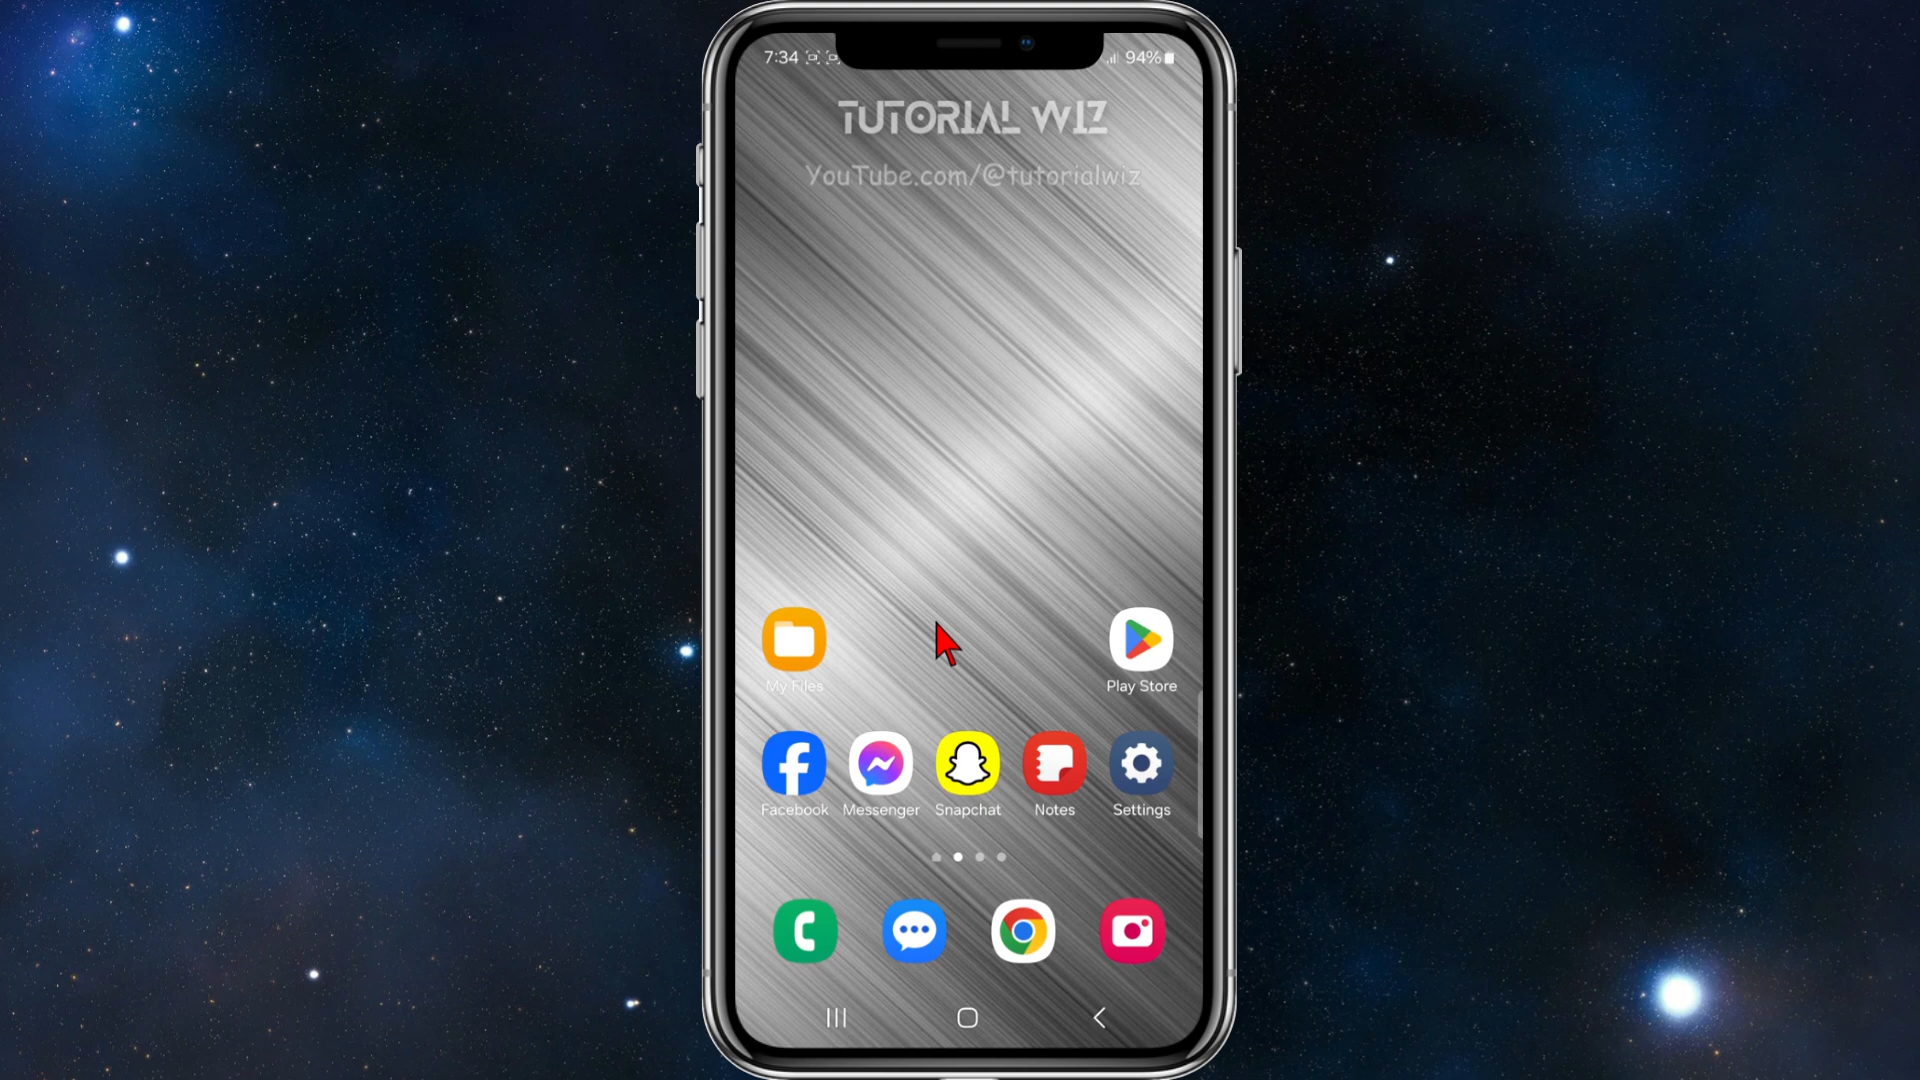 7:34
94%
TUTORIAL WIZ
YouTube.com/@tutorialwiz
My Files
Play Store
Facebook Messenger Snapchat Notes Settings